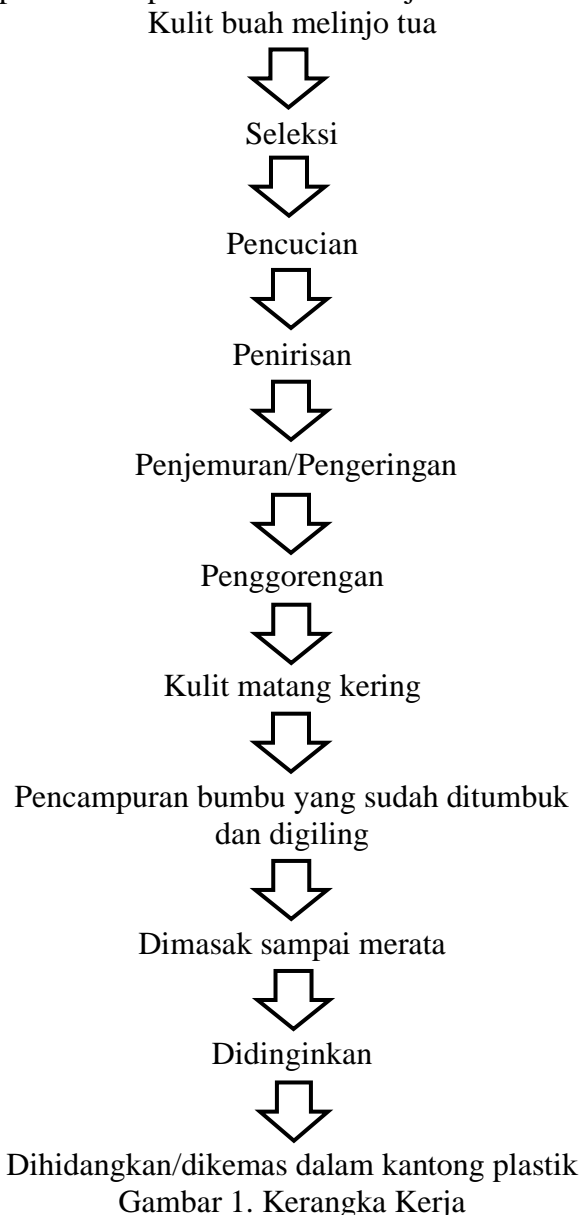 Kulit buah melinjo tua
Seleksi
Pencucian
Penirisan
Penjemuran/Pengeringan
Penggorengan
Kulit matang kering
Pencampuran bumbu yang sudah ditumbuk
dan digiling
Dimasak sampai merata
Didinginkan
Dihidangkan/dikemas dalam kantong plastik
Gambar 1. Kerangka Kerja